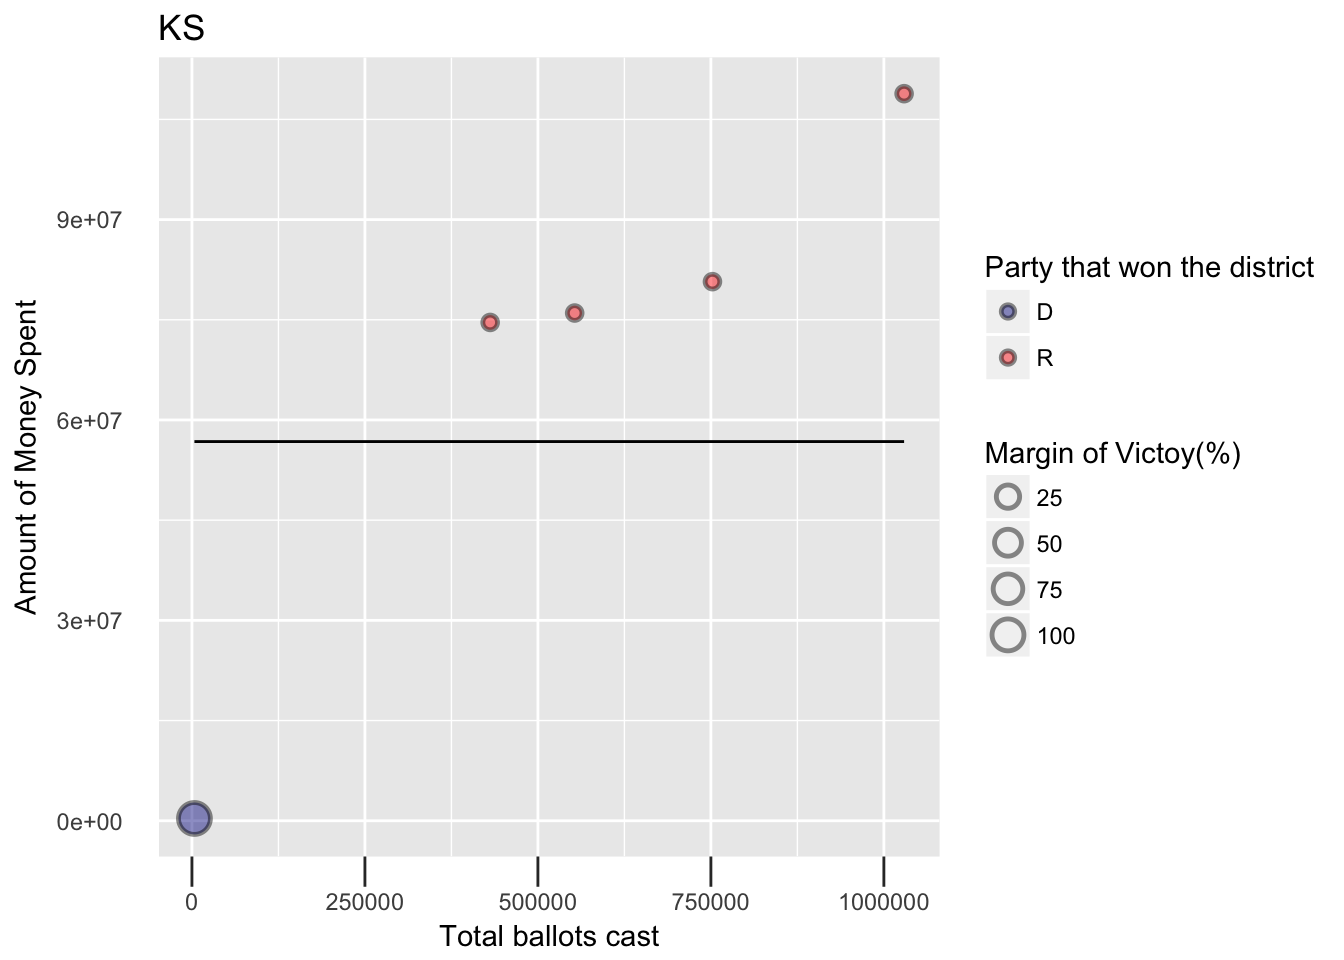 KS
Amount of Money Spent
9e+07
6e+07
3e+07
0e+00
0
250000
500000
750000
1000000
Total ballots cast
Party that won the district
D
R
Margin of Victoy(%)
25
50
75
100